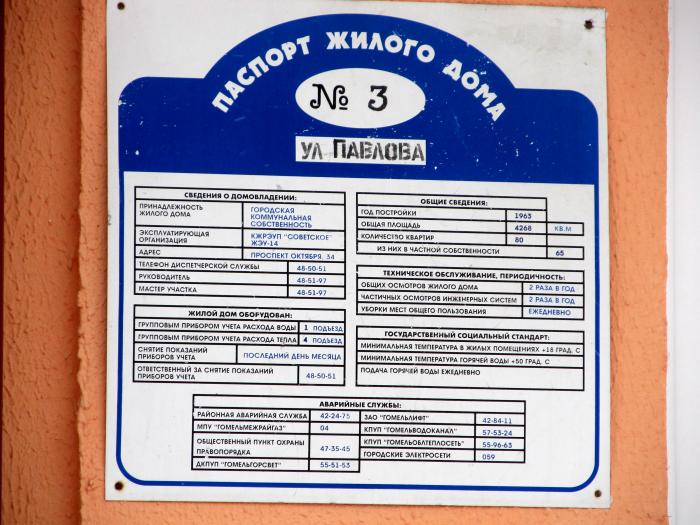 ПАСПОРТ ЖИЛОГО ДОМА
№ 3
УЛ ПАВЛОВА
СВЕДЕНИЯ О ДОМОВЛАДЕНИИ:
ПРИНАДЛЕЖНОСТЬ ЖИЛОГО ДОМА ГОРОДСКАЯ КОММУНАЛЬНАЯ СОБСТВЕННОСТЬ
ЭКСПЛУАТИРУЮЩАЯ ОРГАНИЗАЦИЯ КЖРЭУП "СОВЕТСКОЕ" ЖЭУ-14
АДРЕС ПРОСПЕКТ ОКТЯБРЯ, 34
ТЕЛЕФОН ДИСПЕТЧЕРСКОЙ СЛУЖБЫ 48-50-51
РУКОВОДИТЕЛЬ 48-51-97
МАСТЕР УЧАСТКА 48-51-97
ЖИЛОЙ ДОМ ОБОРУДОВАН:
ГРУППОВЫМ ПРИБОРОМ УЧЕТА РАСХОДА ВОДЫ 1 ПОДЪЕЗД
ГРУППОВЫМ ПРИБОРОМ УЧЕТА РАСХОДА ТЕПЛА 4 ПОДЪЕЗД
СНЯТИЕ ПОКАЗАНИЙ ПРИБОРОВ УЧЕТА ПОСЛЕДНИЙ ДЕНЬ МЕСЯЦА
ОТВЕТСТВЕННЫЙ ЗА СНЯТИЕ ПОКАЗАНИЙ ПРИБОРОВ УЧЕТА 48-50-51
ОБЩИЕ СВЕДЕНИЯ:
ГОД ПОСТРОЙКИ 1963
ОБЩАЯ ПЛОЩАДЬ 4268 КВ.М
КОЛИЧЕСТВО КВАРТИР 80
ИЗ НИХ В ЧАСТНОЙ СОБСТВЕННОСТИ 65
ТЕХНИЧЕСКОЕ ОБСЛУЖИВАНИЕ, ПЕРИОДИЧНОСТЬ:
ОБЩИХ ОСМОТРОВ ЖИЛОГО ДОМА 2 РАЗА В ГОД
ЧАСТИЧНЫХ ОСМОТРОВ ИНЖЕНЕРНЫХ СИСТЕМ 2 РАЗА В ГОД
УБОРКИ МЕСТ ОБЩЕГО ПОЛЬЗОВАНИЯ ЕЖЕДНЕВНО
ГОСУДАРСТВЕННЫЙ СОЦИАЛЬНЫЙ СТАНДАРТ:
МИНИМАЛЬНАЯ ТЕМПЕРАТУРА В ЖИЛЫХ ПОМЕЩЕНИЯХ +18 ГРАД. С
МИНИМАЛЬНАЯ ТЕМПЕРАТУРА ГОРЯЧЕЙ ВОДЫ +50 ГРАД. С
ПОДАЧА ГОРЯЧЕЙ ВОДЫ ЕЖЕДНЕВНО
АВАРИЙНЫЕ СЛУЖБЫ:
РАЙОННАЯ АВАРИЙНАЯ СЛУЖБА 42-24-75
МПУ "ГОМЕЛЬМЕЖРАЙГАЗ" 04
ОБЩЕСТВЕННЫЙ ПУНКТ ОХРАНЫ ПРАВОПОРЯДКА 47-35-45
ДКПУП "ГОМЕЛЬГОРСВЕТ" 55-51-53
ЗАО "ГОМЕЛЬЛИФТ" 42-84-11
КПУП "ГОМЕЛЬВОДОКАНАЛ" 57-53-24
КПУП "ГОМЕЛЬОБЛТЕПЛОСЕТЬ" 55-96-63
ГОРОДСКИЕ ЭЛЕКТРОСЕТИ 059